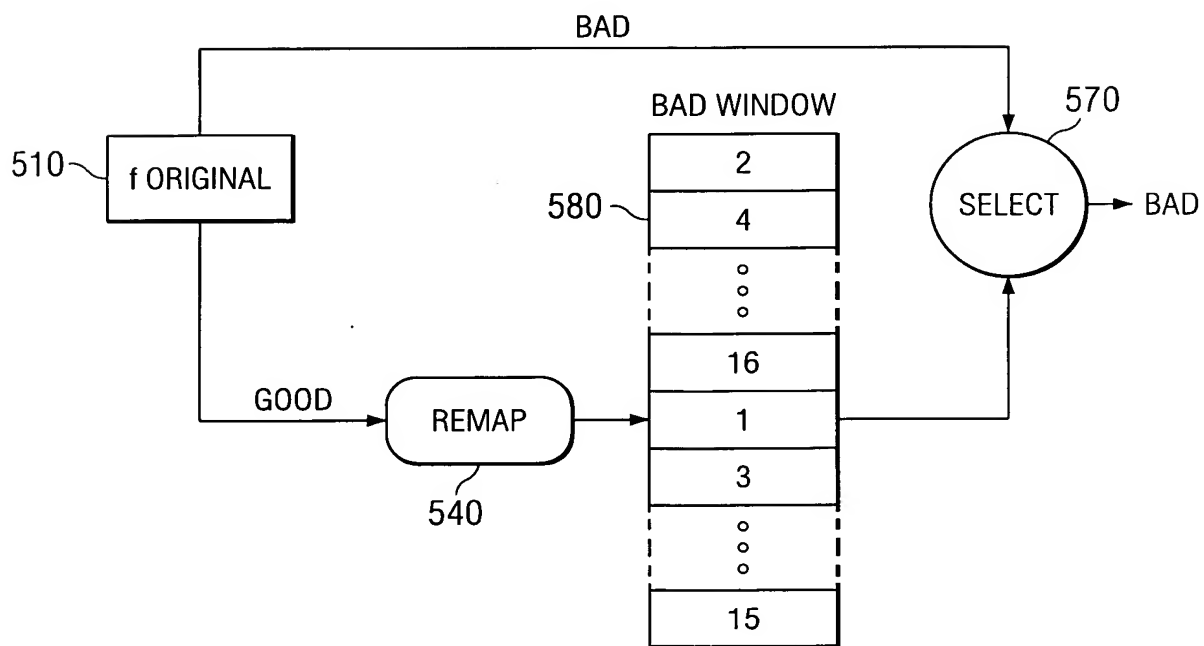 BAD
BAD WINDOW
570
510
f ORIGINAL
2
580
4
SELECT
BAD
16
GOOD
REMAP
1
540
3
15